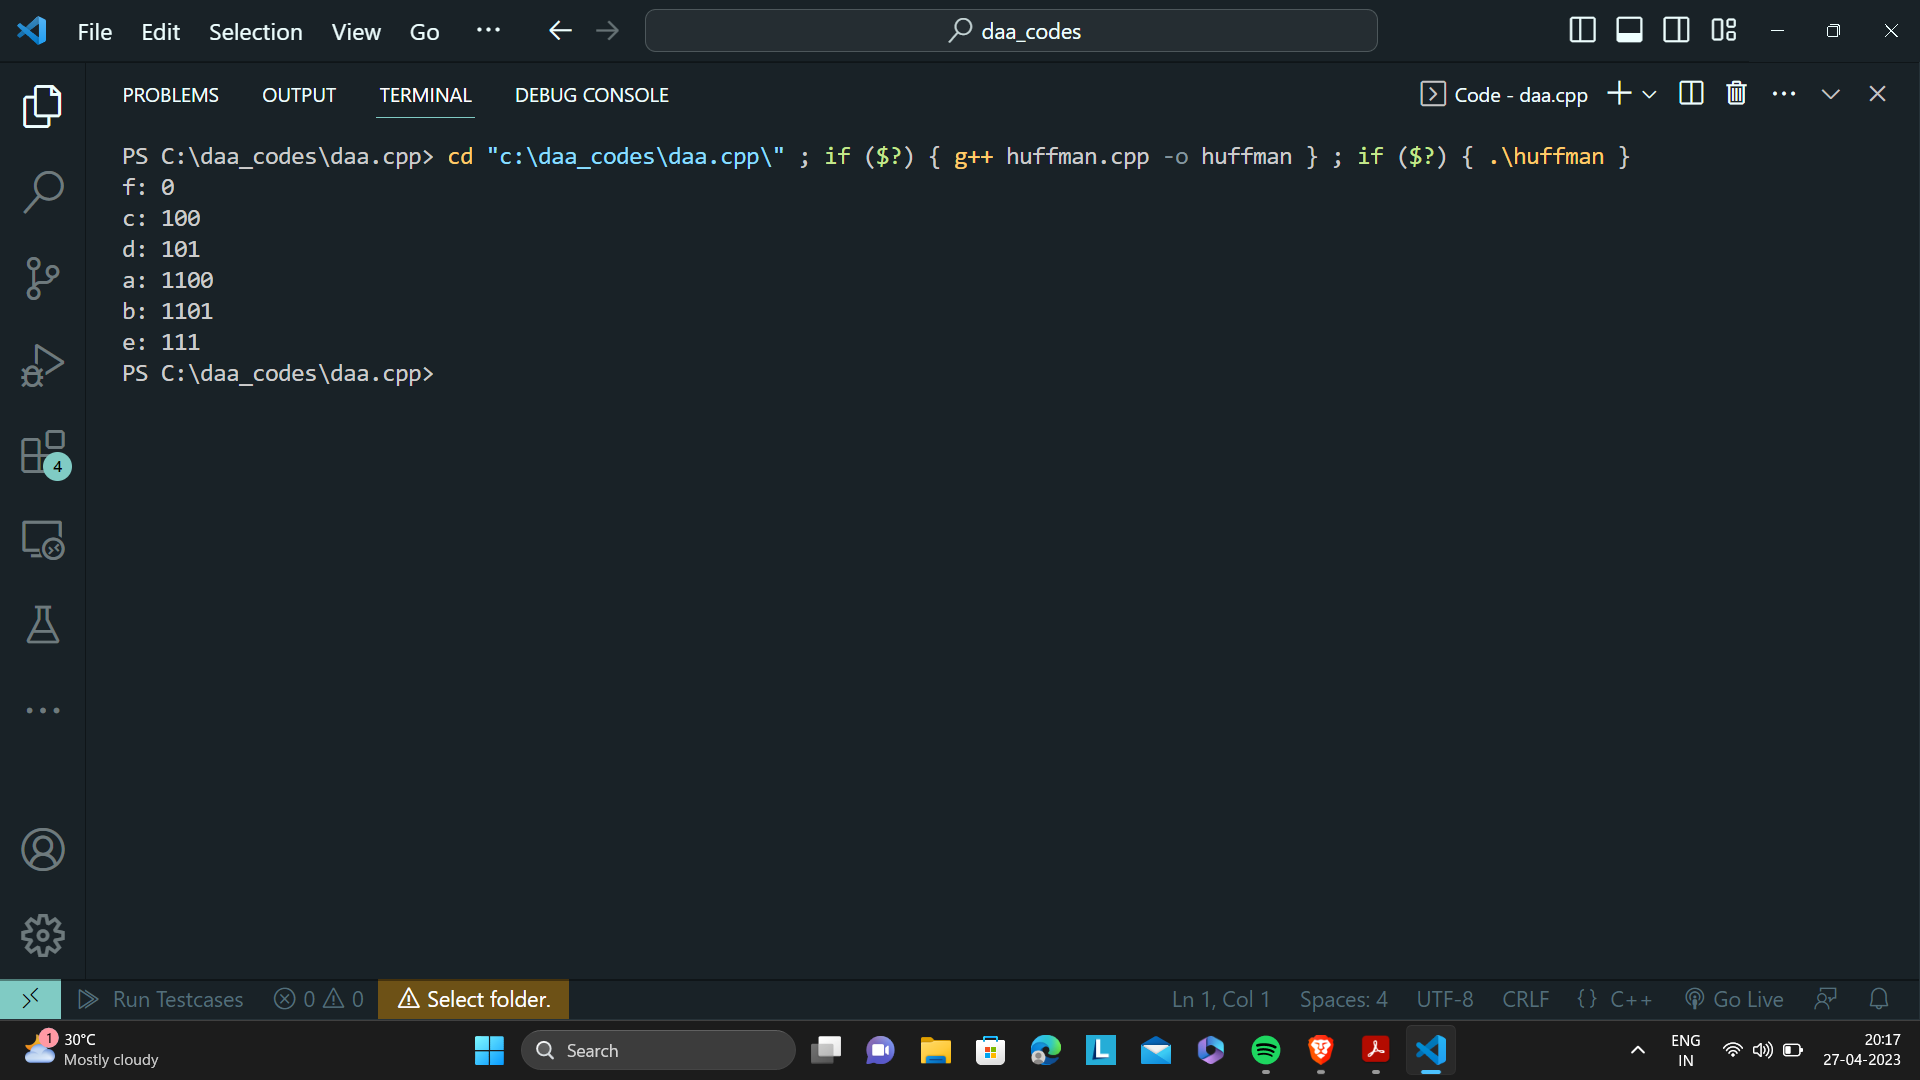 File Edit Selection View Go ··· daa_codes
PROBLEMS OUTPUT TERMINAL DEBUG CONSOLE Code - daa.cpp
PS C:\daa_codes\daa.cpp> cd "c:\daa_codes\daa.cpp\" ; if ($?) { g++ huffman.cpp -o huffman } ; if ($?) { .\huffman }
f: 0
c: 100
d: 101
a: 1100
b: 1101
e: 111
PS C:\daa_codes\daa.cpp>
4
Run Testcases 0 0 Select folder. Ln 1, Col 1 Spaces: 4 UTF-8 CRLF {} C++ Go Live
1 30°C
Mostly cloudy
Search
L
ENG
IN
20:17
27-04-2023